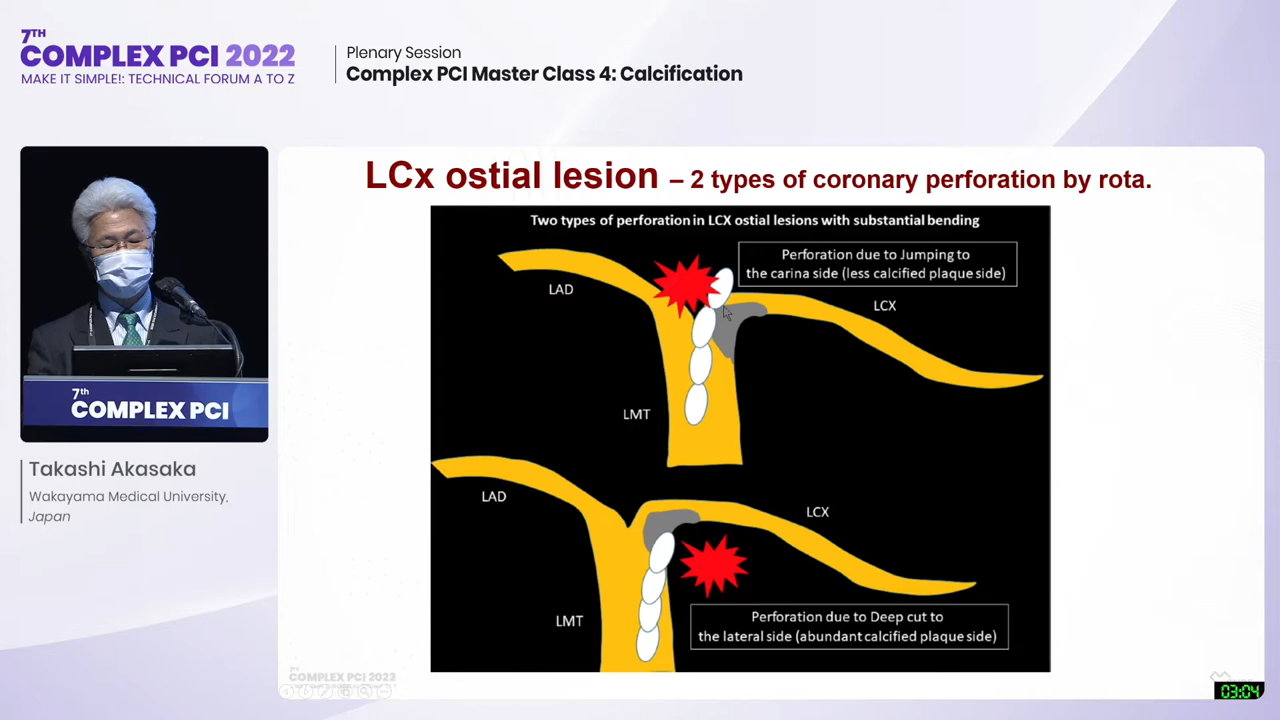 7TH
COMPLEX PCI 2022
MAKE IT SIMPLE!: TECHNICAL FORUM A TO Z
Plenary Session
Complex PCI Master Class 4: Calcification
LCx ostial lesion – 2 types of coronary perforation by rota.
Two types of perforation in LCX ostial lesions with substantial bending
Perforation due to Jumping to
the carina side (less calcified plaque side)
LAD
LCX
LMT
LAD
LCX
LMT
Perforation due to Deep cut to
the lateral side (abundant calcified plaque side)
7th
COMPLEX PCI
Takashi Akasaka
Wakayama Medical University,
Japan
7th
COMPLEX PCI 2022
03:04